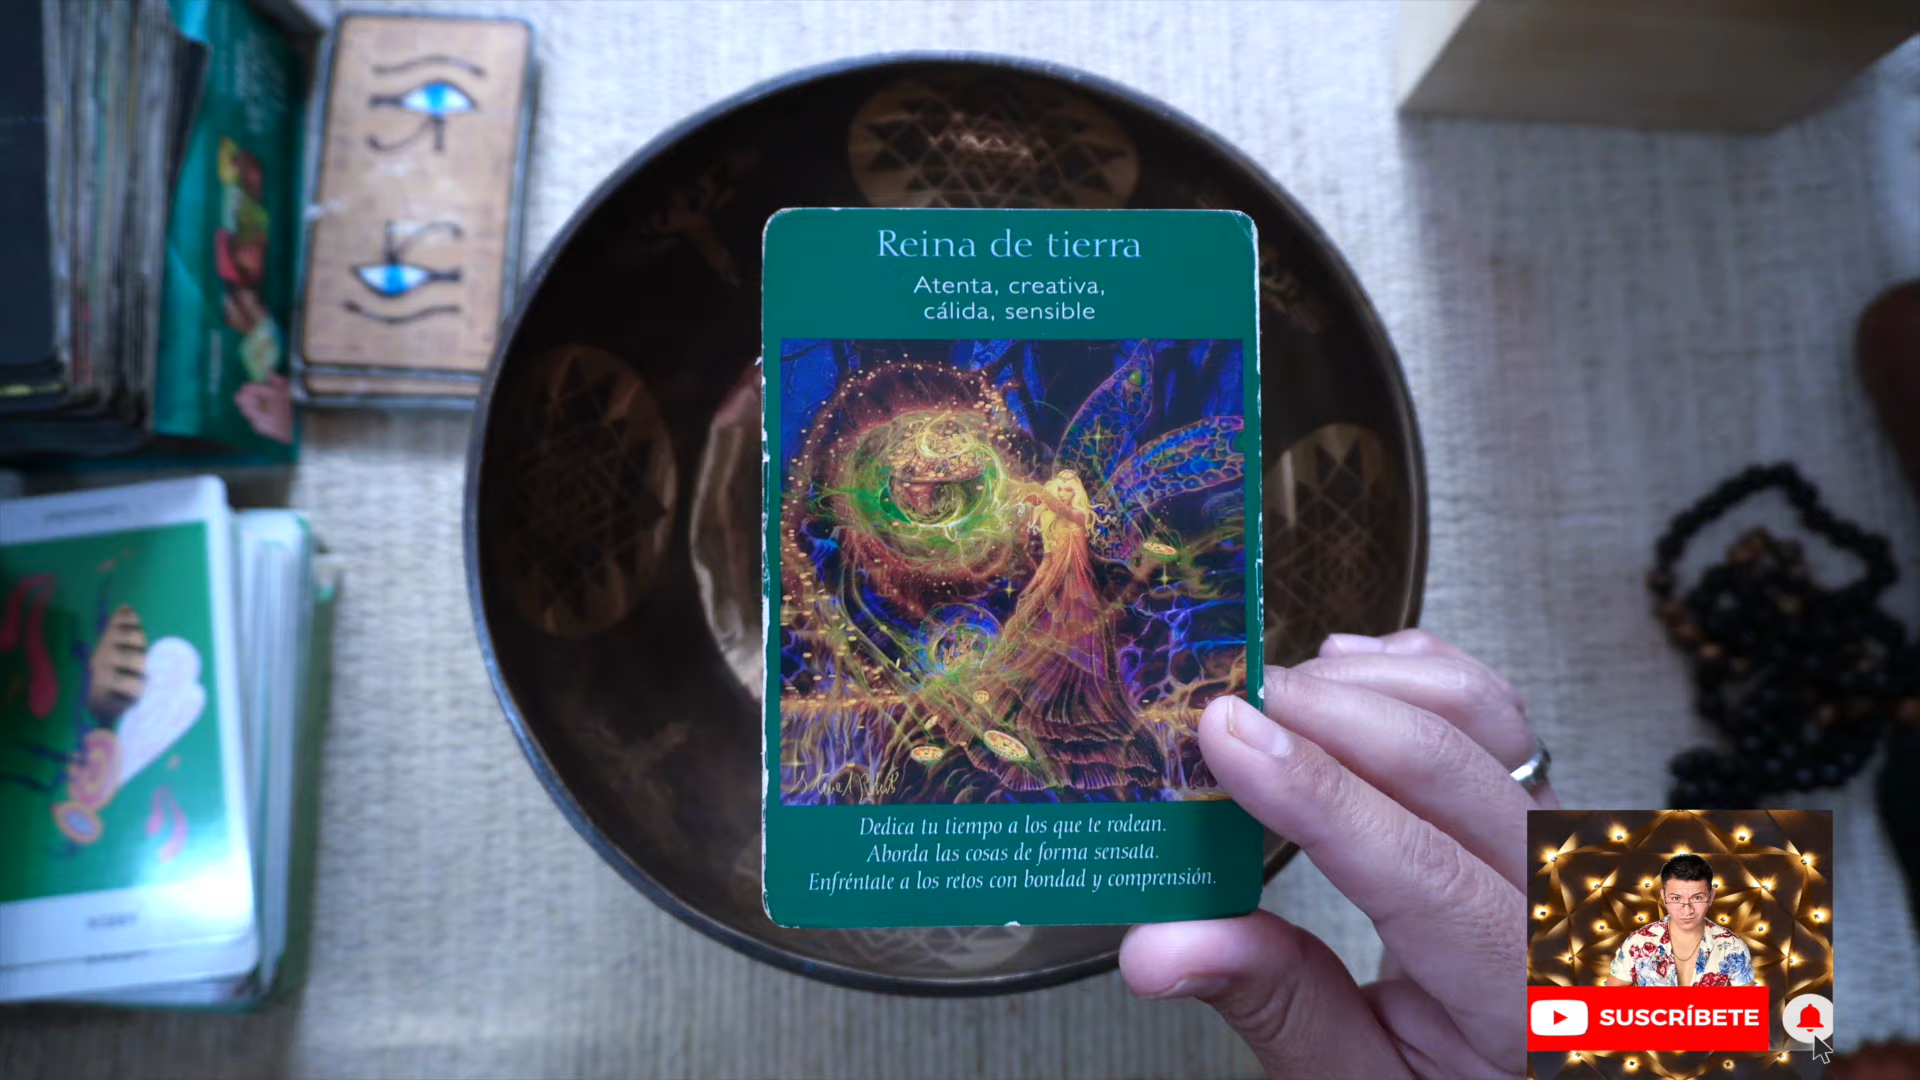 Reina de tierra
Atenta, creativa,
cálida, sensible
Dedica tu tiempo a los que te rodean.
Aborda las cosas de forma sensata.
Enfréntate a los retos con bondad y comprensión.
SUSCRÍBETE